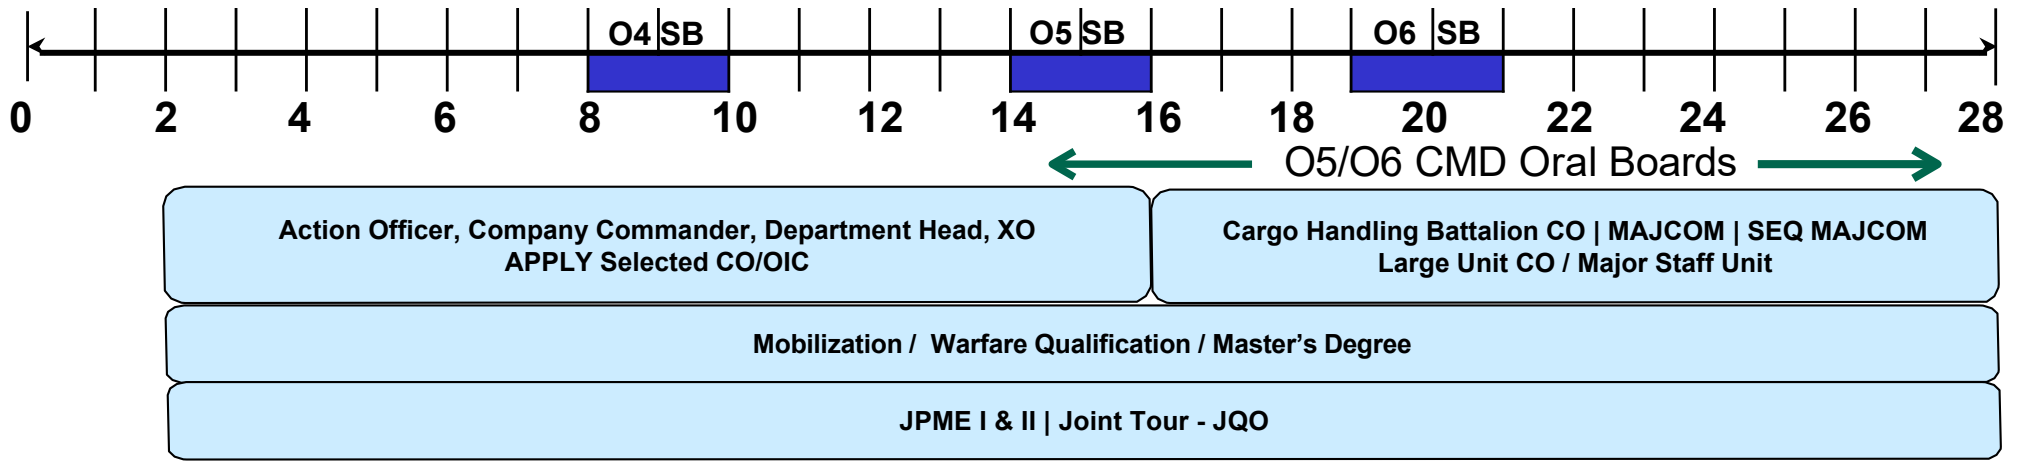 O4 SB O5 SB O6 SB
0 2 4 6 8 10 12 14 16 18 20 22 24 26 28
O5/O6 CMD Oral Boards
Action Officer, Company Commander, Department Head, XO
APPLY Selected CO/OIC
Cargo Handling Battalion CO | MAJCOM | SEQ MAJCOM
Large Unit CO / Major Staff Unit
Mobilization / Warfare Qualification / Master's Degree
JPME I & II | Joint Tour - JQO